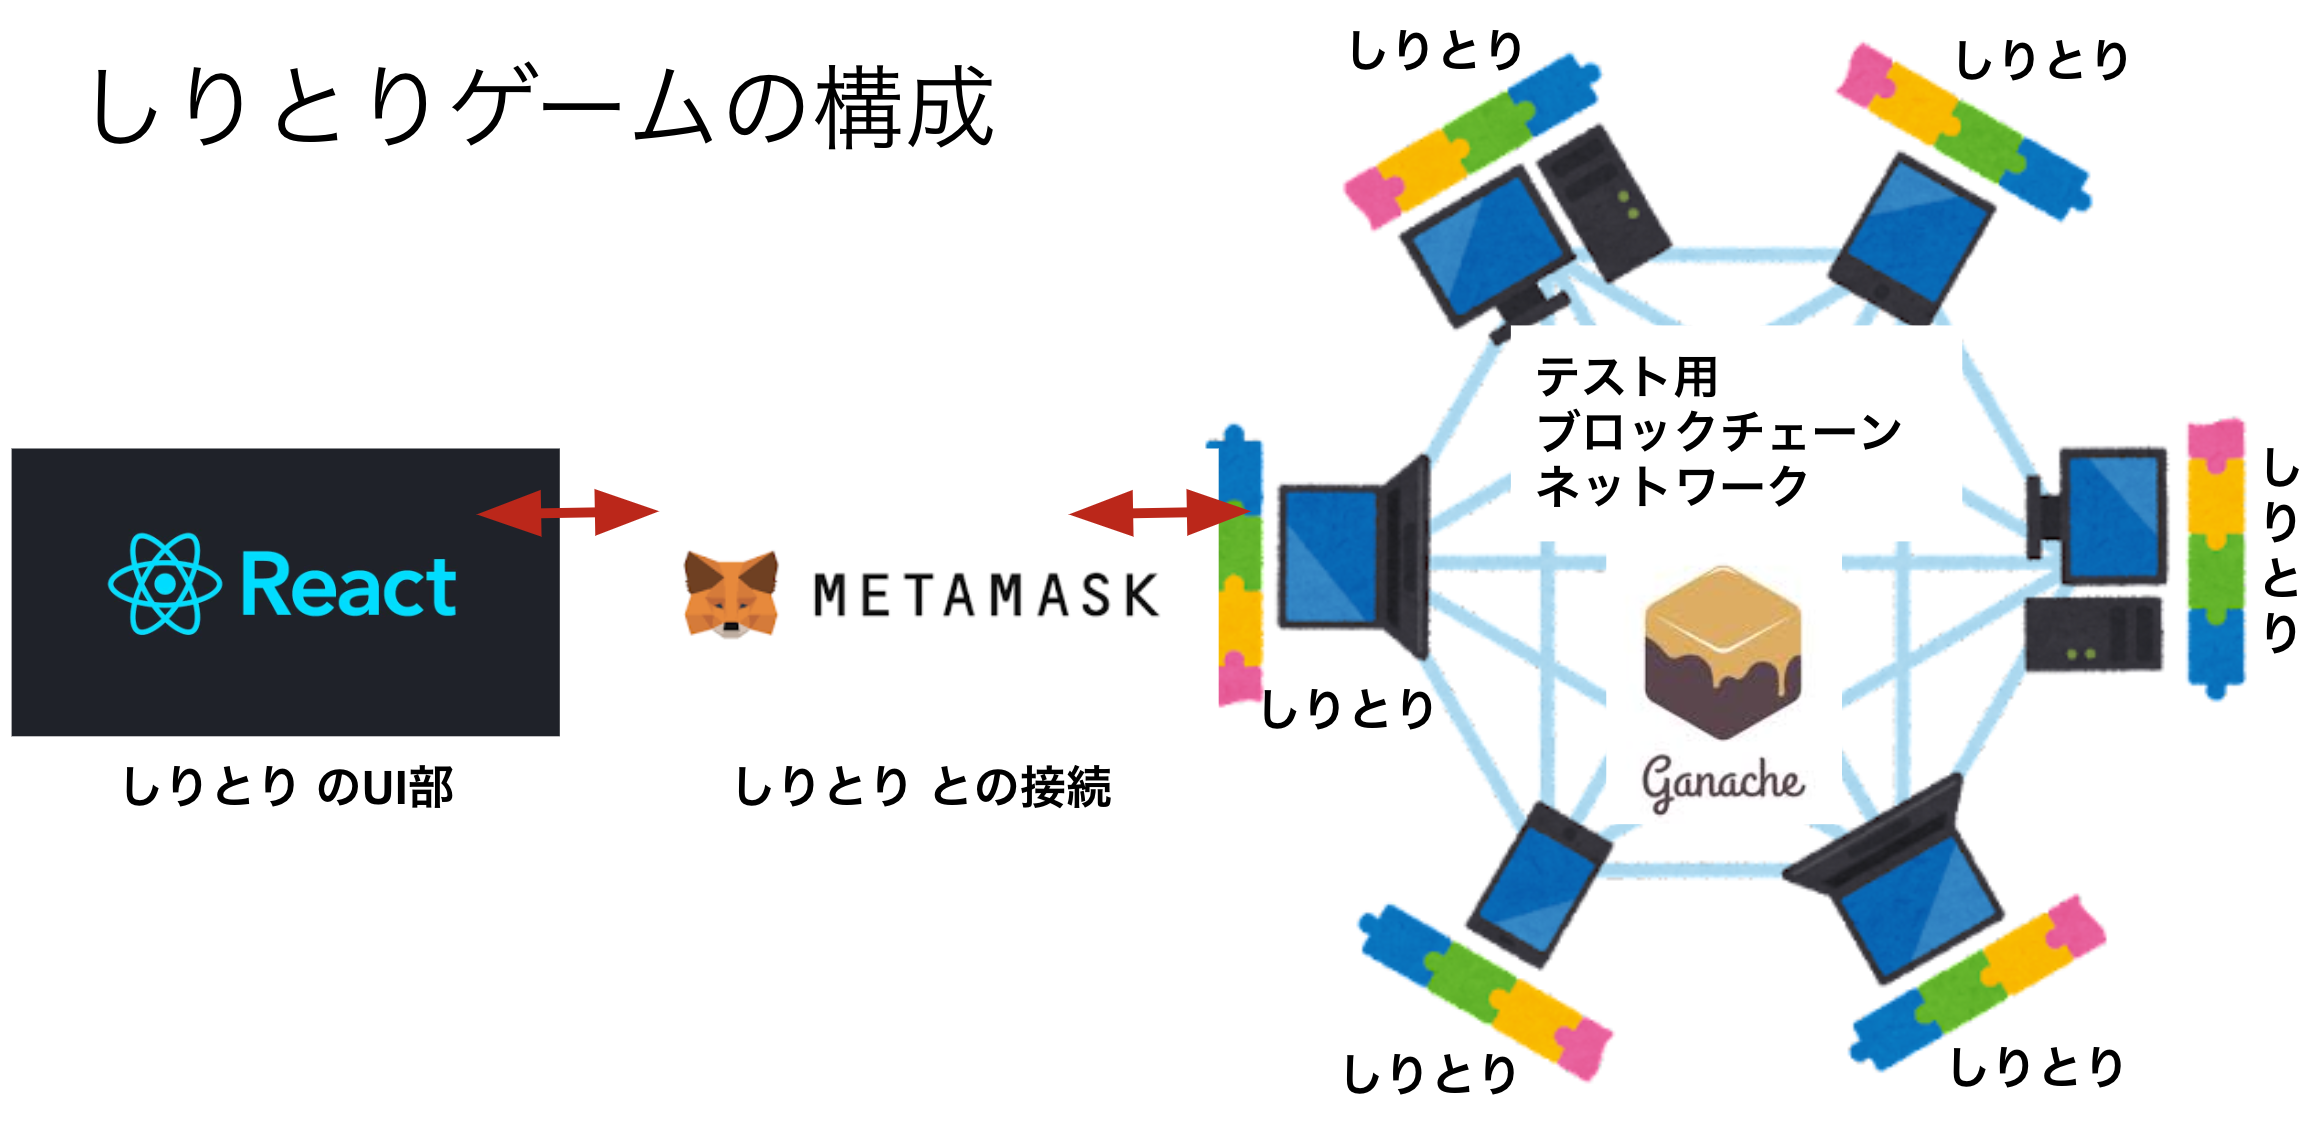 しりとりゲームの構成
しりとり
しりとり
テスト用
ブロックチェーン
ネットワーク
しりとり
React
METAMASK
しりとり
Ganache
しりとり のUI部
しりとり との接続
しりとり
しりとり